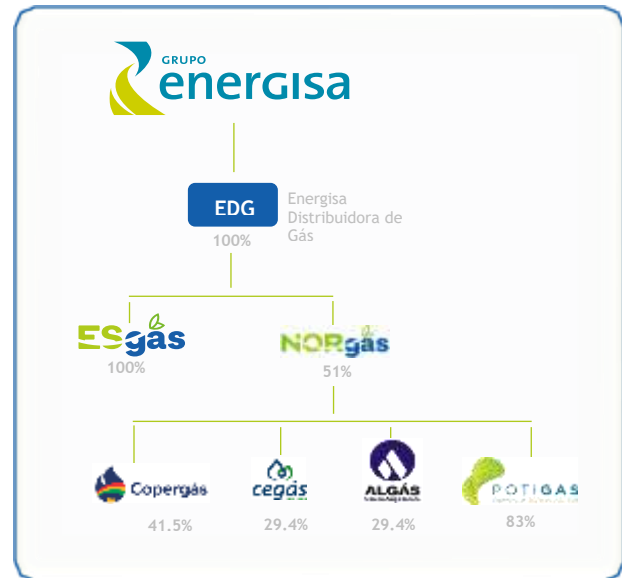 GRUPO
energisa
EDG
Energisa
Distribuidora de
Gás
100%
ESgás
100%
NORgás
51%
Copergás
cegás
ALGÁS
POTIGAS
41.5%
29.4%
29.4%
83%